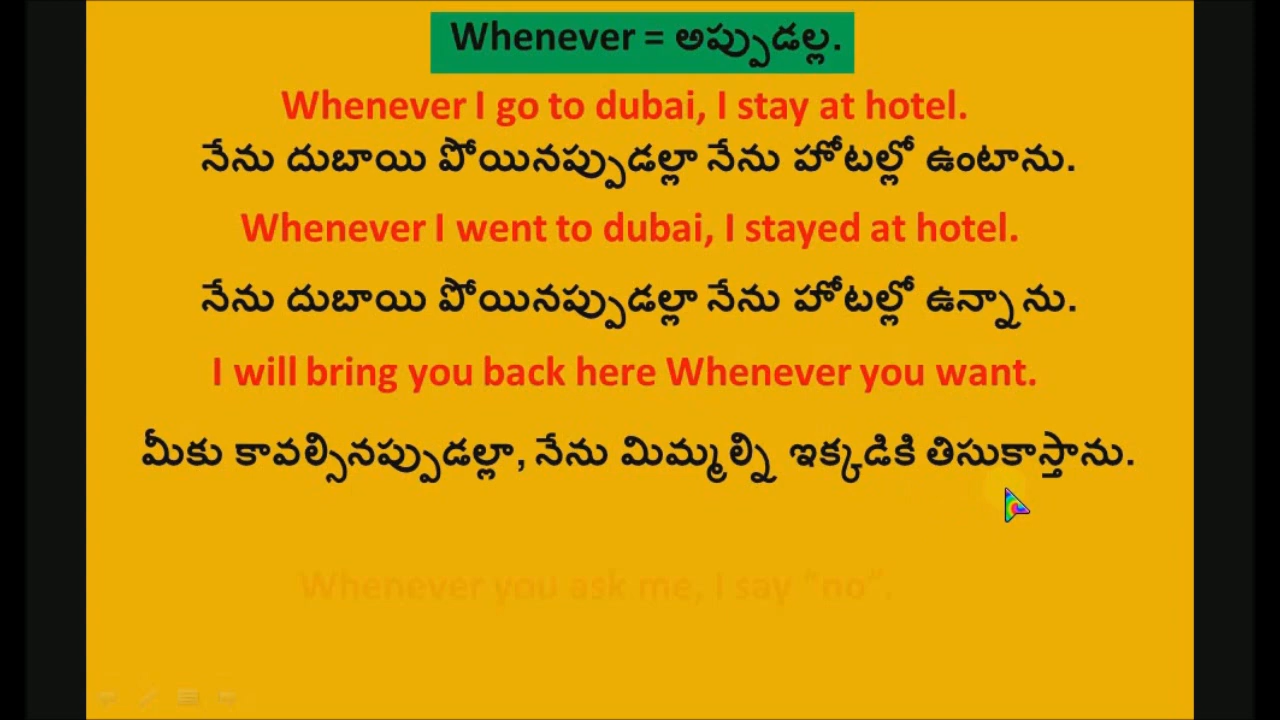 Whenever = అప్పుడల్ల.
Whenever I go to dubai, I stay at hotel.
నేను దుబాయి పోయినప్పుడల్లా నేను హోటల్లో ఉంటాను.
Whenever I went to dubai, I stayed at hotel.
నేను దుబాయి పోయినప్పుడల్లా నేను హోటల్లో ఉన్నాను.
I will bring you back here Whenever you want.
మీకు కావల్సినప్పుడల్లా, నేను మిమ్మల్ని ఇక్కడికి తిసుకాస్తాను.
Whenever you ask me, I say "no".